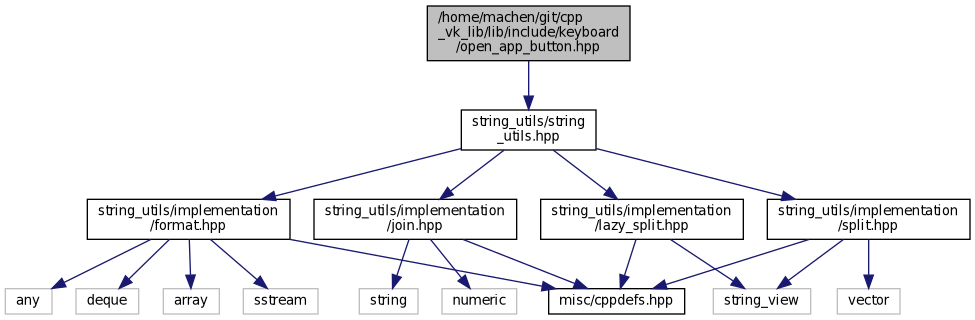 /home/machen/git/cpp
_vk_lib/lib/include/keyboard
/open_app_button.hpp
string_utils/string
_utils.hpp
string_utils/implementation
/format.hpp
string_utils/implementation
/join.hpp
string_utils/implementation
/lazy_split.hpp
string_utils/implementation
/split.hpp
any
deque
array
sstream
string
numeric
misc/cppdefs.hpp
string_view
vector